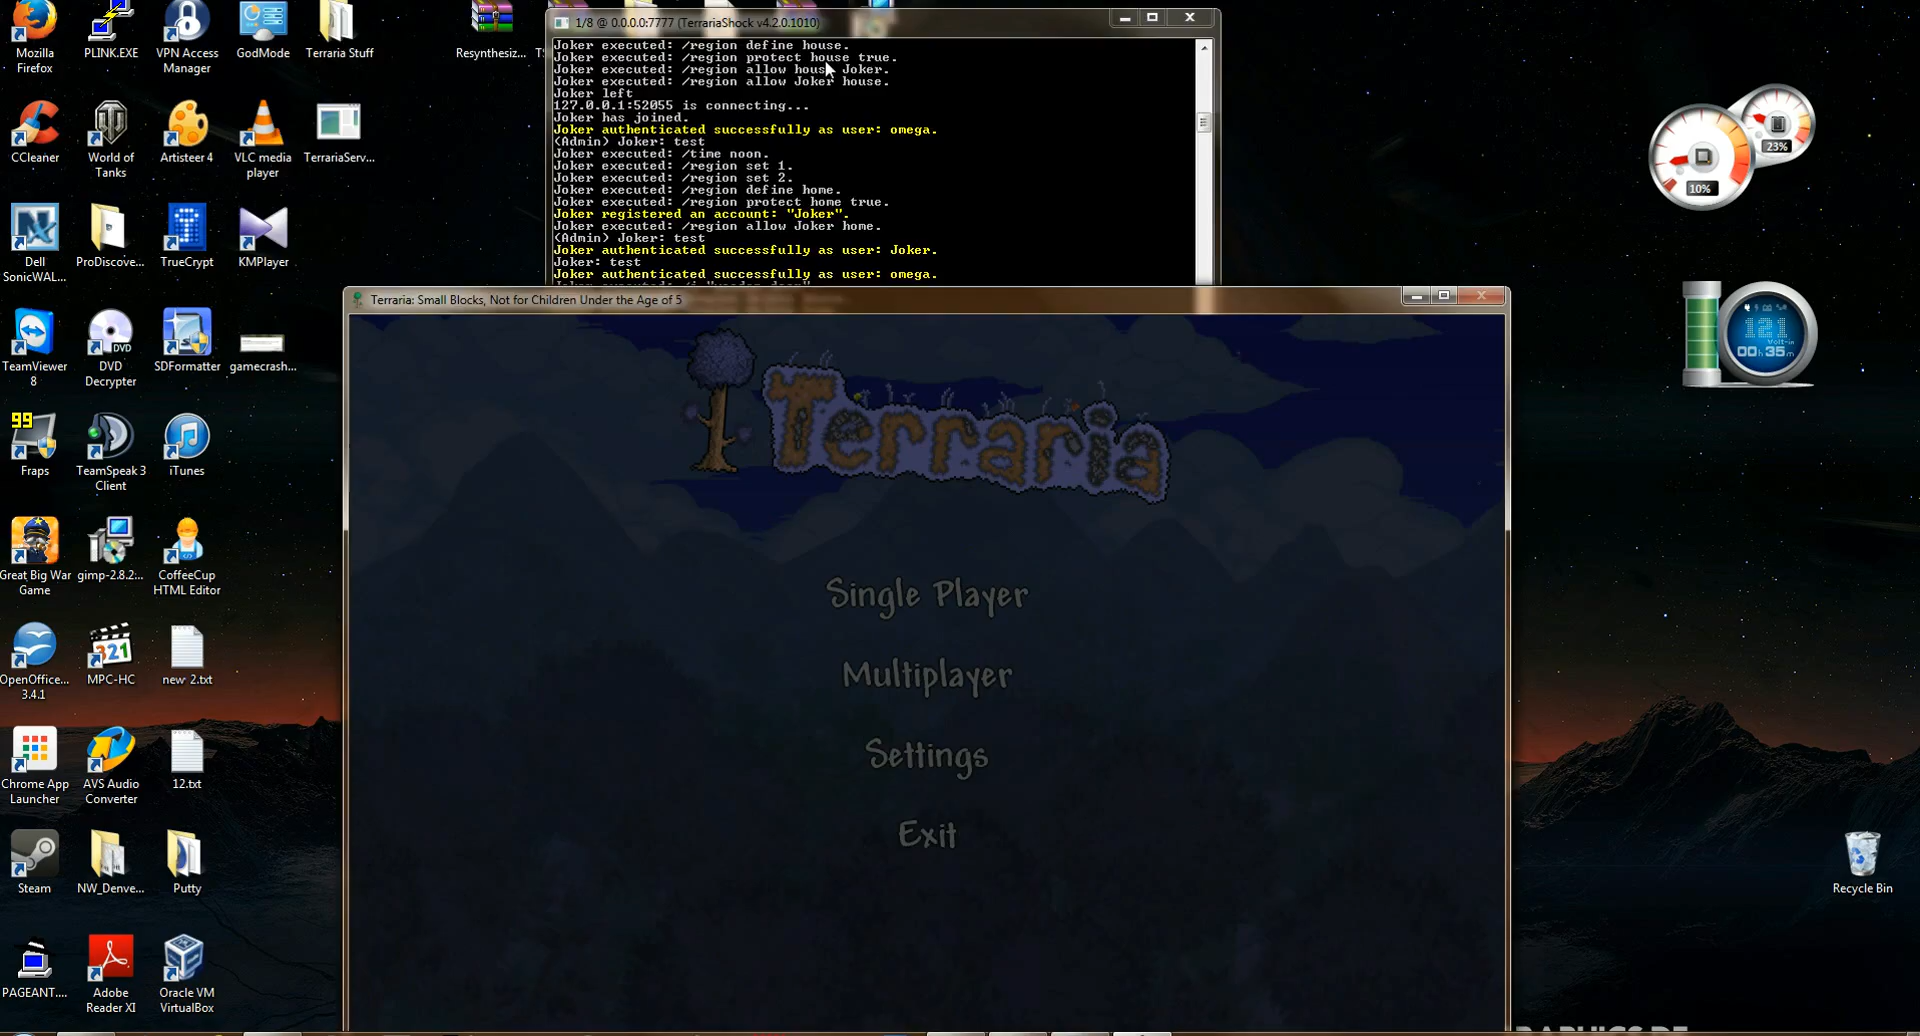 Mozilla
Firefox
PLINK.EXE
VPN Access
Manager
GodMode
Terraria Stuff
Resynthesiz...
CCleaner
World of
Tanks
Artisteer 4
VLC media
player
TerrariaServ...
Dell
SonicWAL...
ProDiscove...
TrueCrypt
KMPlayer
TeamViewer
8
DVD
DVD
Decrypter
SDFormatter
gamecrash...
99
Fraps
TeamSpeak 3
Client
iTunes
Great Big War
Game
gimp-2.8.2:...
CoffeeCup
HTML Editor
OpenOffice...
3.4.1
321
MPC-HC
new 2.txt
Chrome App
Launcher
AVS Audio
Converter
12.txt
Steam
NW_Denve...
Putty
PAGEANT....
Adobe
Reader XI
Oracle VM
VirtualBox
1/8 @ 0.0.0.0:7777 (TerrariaShock v4.2.0.1010)
Joker executed: /region define house.
Joker executed: /region protect house true.
Joker executed: /region allow house Joker.
Joker executed: /region allow Joker house.
Joker left
127.0.0.1:52055 is connecting...
Joker has joined.
Joker authenticated successfully as user: omega.
(Admin) Joker: test
Joker executed: /time noon.
Joker executed: /region set 1.
Joker executed: /region set 2.
Joker executed: /region define home.
Joker executed: /region protect home true.
Joker registered an account: "Joker".
Joker executed: /region allow Joker home.
(Admin) Joker: test
Joker authenticated successfully as user: Joker.
Joker: test
Joker authenticated successfully as user: omega.
Terraria: Small Blocks, Not for Children Under the Age of 5
Terraria
Single Player
Multiplayer
Settings
Exit
23%
10%
121
Volt-in
00h 35m
Recycle Bin